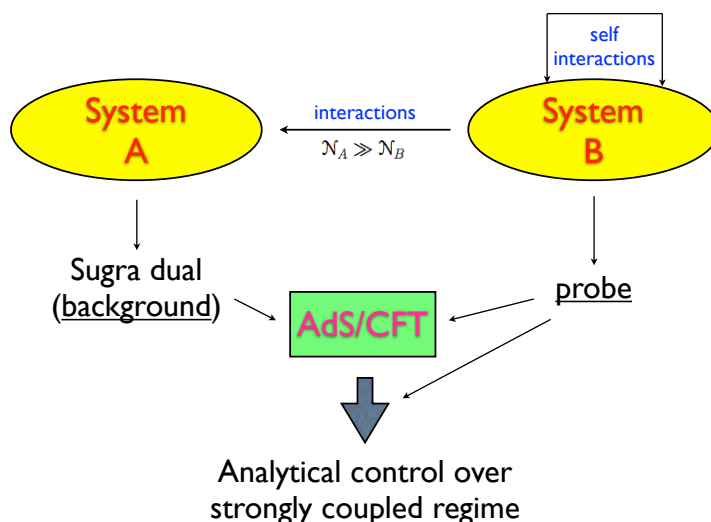 self
interactions
System
A
interactions
𝒩_A ≫ 𝒩_B
System
B
Sugra dual
(background)
probe
AdS/CFT
Analytical control over
strongly coupled regime